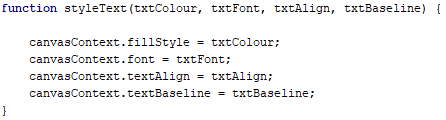 function styleText(txtColour, txtFont, txtAlign, txtBaseline) {
canvasContext.fillStyle = txtColour;
canvasContext.font = txtFont;
canvasContext.textAlign = txtAlign;
canvasContext.textBaseline = txtBaseline;
}